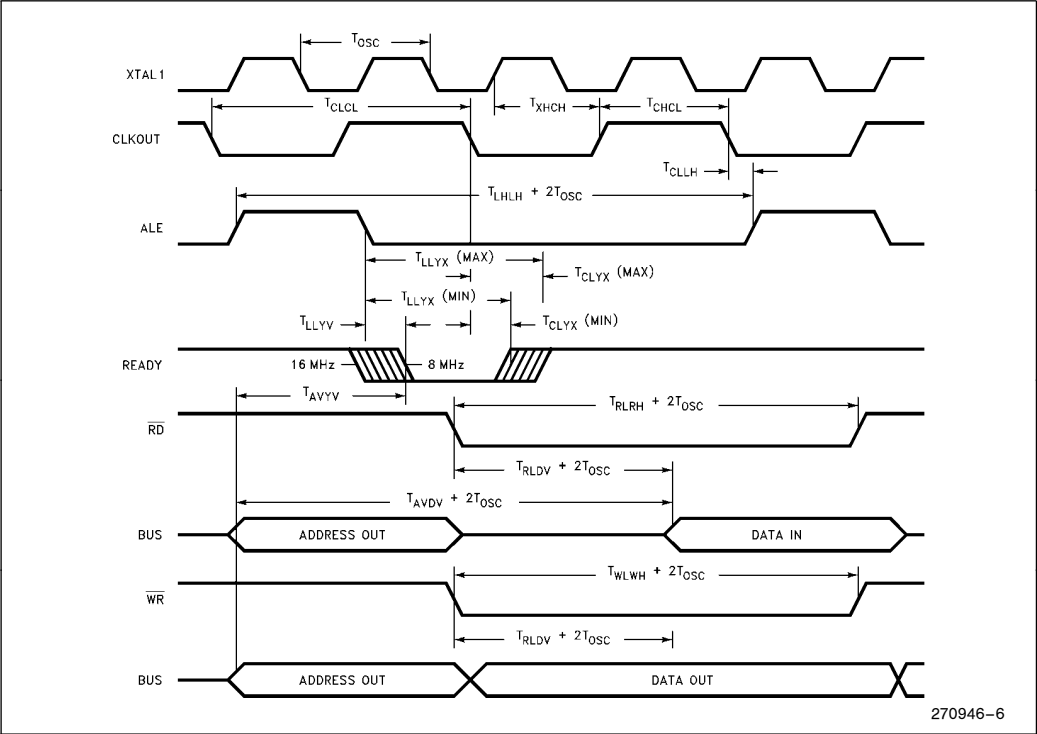 T_OSC
XTAL1
T_CLCL
T_XHCH
T_CHCL
CLKOUT
T_CLLH
T_LHLH + 2T_OSC
ALE
T_LLYX (MAX)
T_CLYX (MAX)
T_LLYX (MIN)
T_LLYV
T_CLYX (MIN)
READY
16 MHz
8 MHz
T_AVYV
T_RLRH + 2T_OSC
RD
T_RLDV + 2T_OSC
T_AVDV + 2T_OSC
BUS
ADDRESS OUT
DATA IN
T_WLWH + 2T_OSC
WR
T_RLDV + 2T_OSC
BUS
ADDRESS OUT
DATA OUT
270946–6